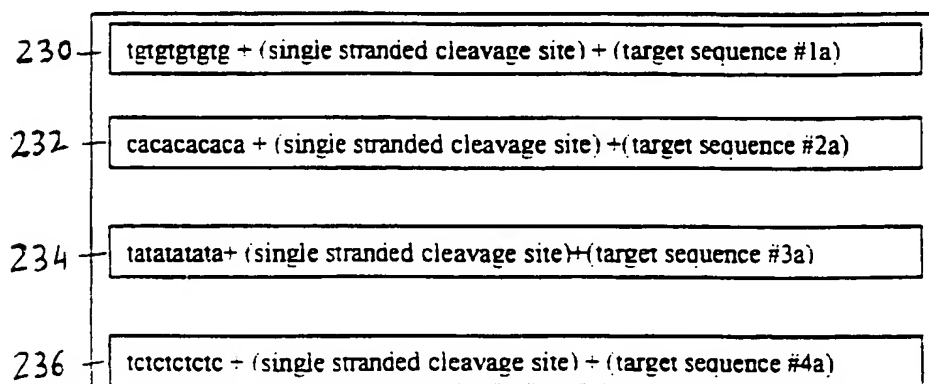 230 tgtgtgtgtg + (single stranded cleavage site) + (target sequence #1a)
232 cacacacaca + (single stranded cleavage site) +(target sequence #2a)
234 tatatatata+ (single stranded cleavage site)+(target sequence #3a)
236 tctctctctc + (single stranded cleavage site) + (target sequence #4a)